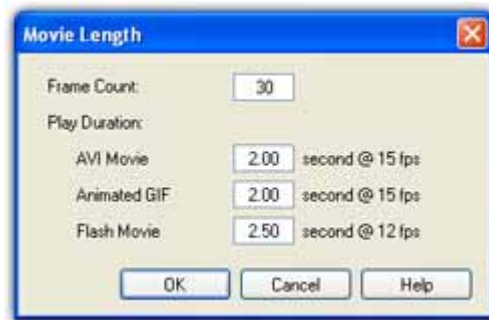 Movie Length
Frame Count: 30
Play Duration:
AVI Movie 2.00 second @ 15 fps
Animated GIF 2.00 second @ 15 fps
Flash Movie 2.50 second @ 12 fps
OK Cancel Help